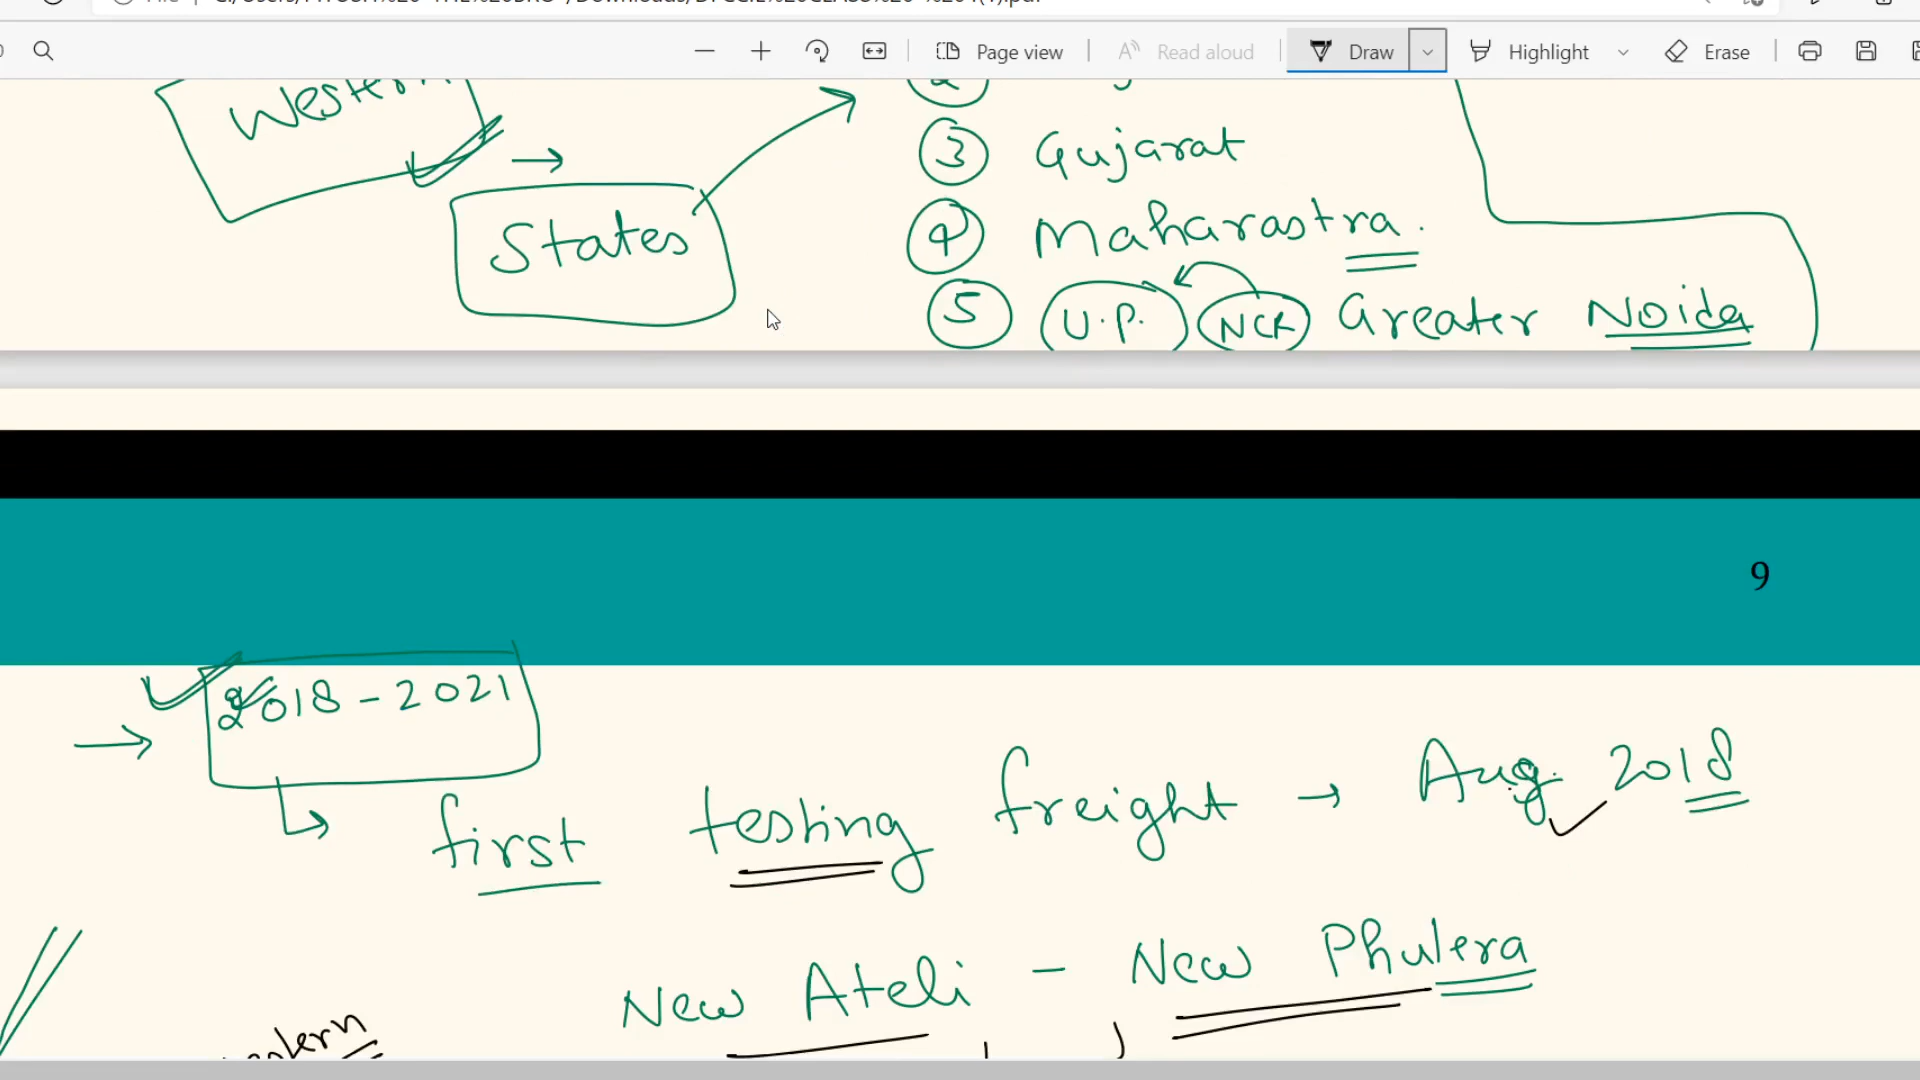 Page view
Read aloud
Draw
Highlight
Erase
Western
3 Gujarat
States
4 Maharastra.
5 U.P. NCR Greater Noida
9
2018-2021
first testing freight → Aug. 2018
New Ateli - New Phulera